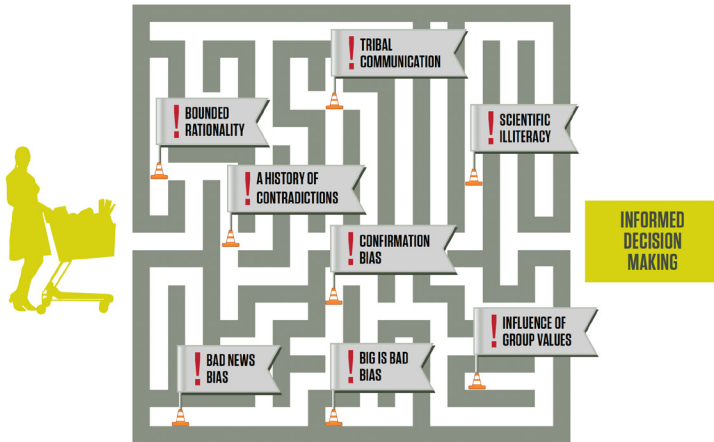 ! TRIBAL
COMMUNICATION
! BOUNDED
RATIONALITY
! SCIENTIFIC
ILLITERACY
! A HISTORY OF
CONTRADICTIONS
! CONFIRMATION
BIAS
INFORMED
DECISION
MAKING
! INFLUENCE OF
GROUP VALUES
! BAD NEWS
BIAS
! BIG IS BAD
BIAS